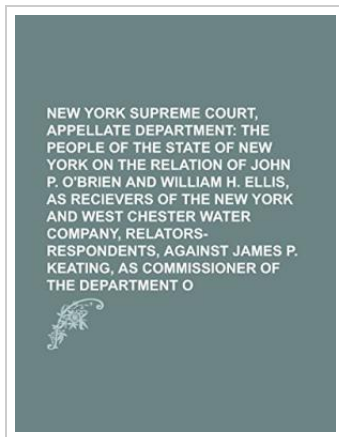 NEW YORK SUPREME COURT,
APPELLATE DEPARTMENT: THE
PEOPLE OF THE STATE OF NEW
YORK ON THE RELATION OF JOHN
P. O'BRIEN AND WILLIAM H. ELLIS,
AS RECIEVERS OF THE NEW YORK
AND WEST CHESTER WATER
COMPANY, RELATORS-
RESPONDENTS, AGAINST JAMES P.
KEATING, AS COMMISSIONER OF
THE DEPARTMENT O